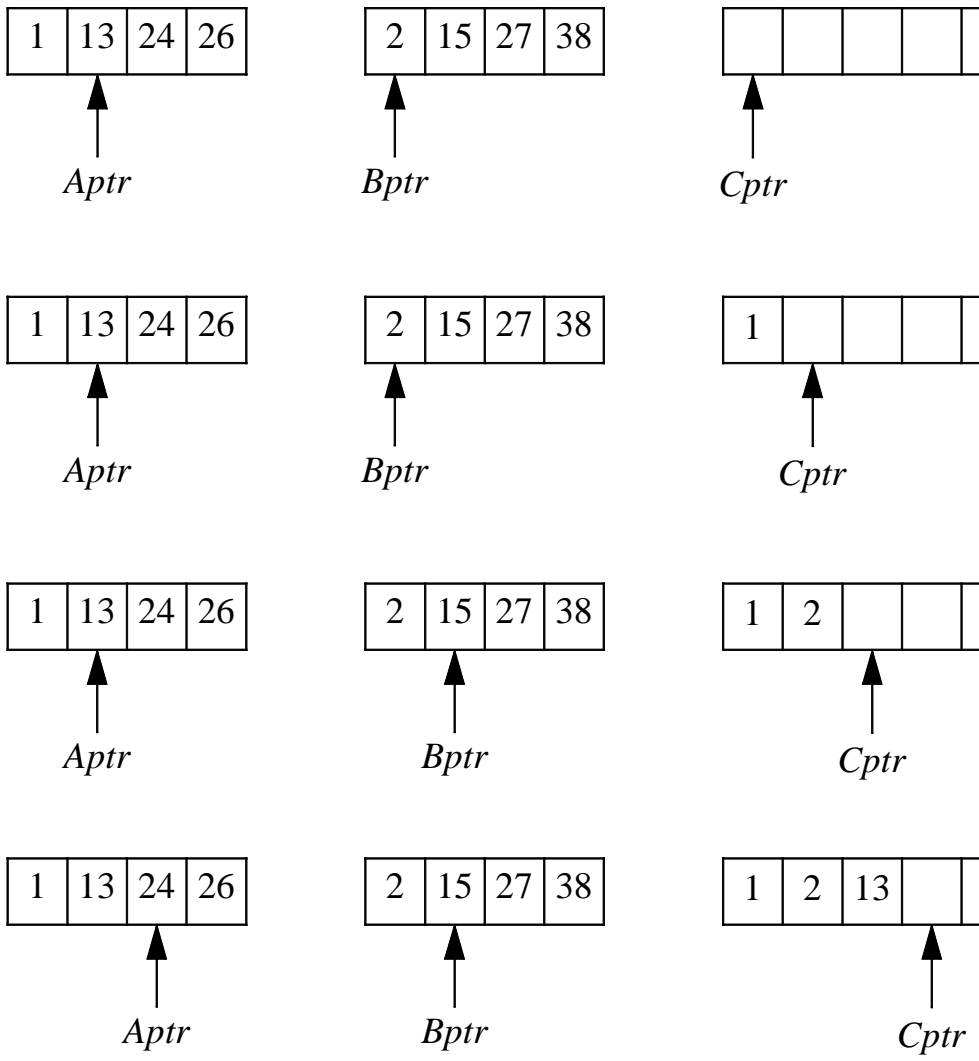 1 13 24 26 2 15 27 38
Aptr Bptr Cptr
1 13 24 26 2 15 27 38 1
Aptr Bptr Cptr
1 13 24 26 2 15 27 38 1 2
Aptr Bptr Cptr
1 13 24 26 2 15 27 38 1 2 13
Aptr Bptr Cptr